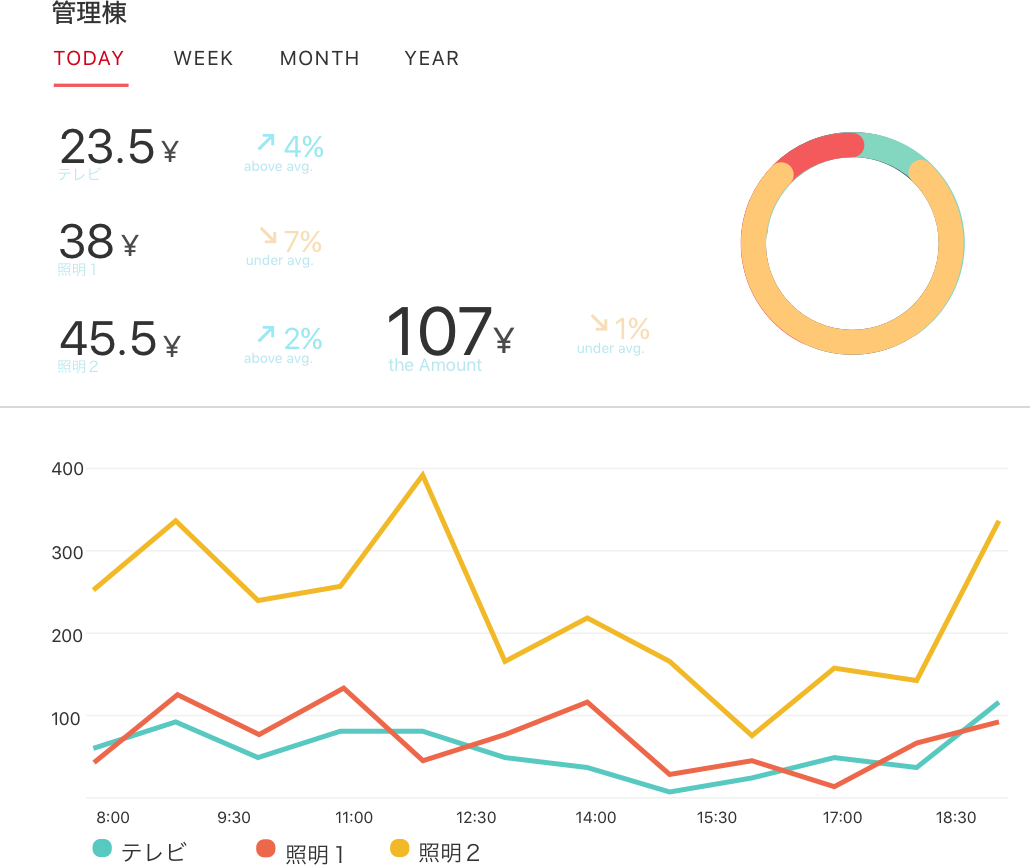 管理棟
TODAY WEEK MONTH YEAR
23.5 ¥ 4%
テレビ above avg.
38 ¥ 7%
照明1 under avg.
45.5 ¥ 2%
照明2 above avg.
107¥ 1%
the Amount under avg.
400
300
200
100
8:00 9:30 11:00 12:30 14:00 15:30 17:00 18:30
テレビ 照明1 照明2